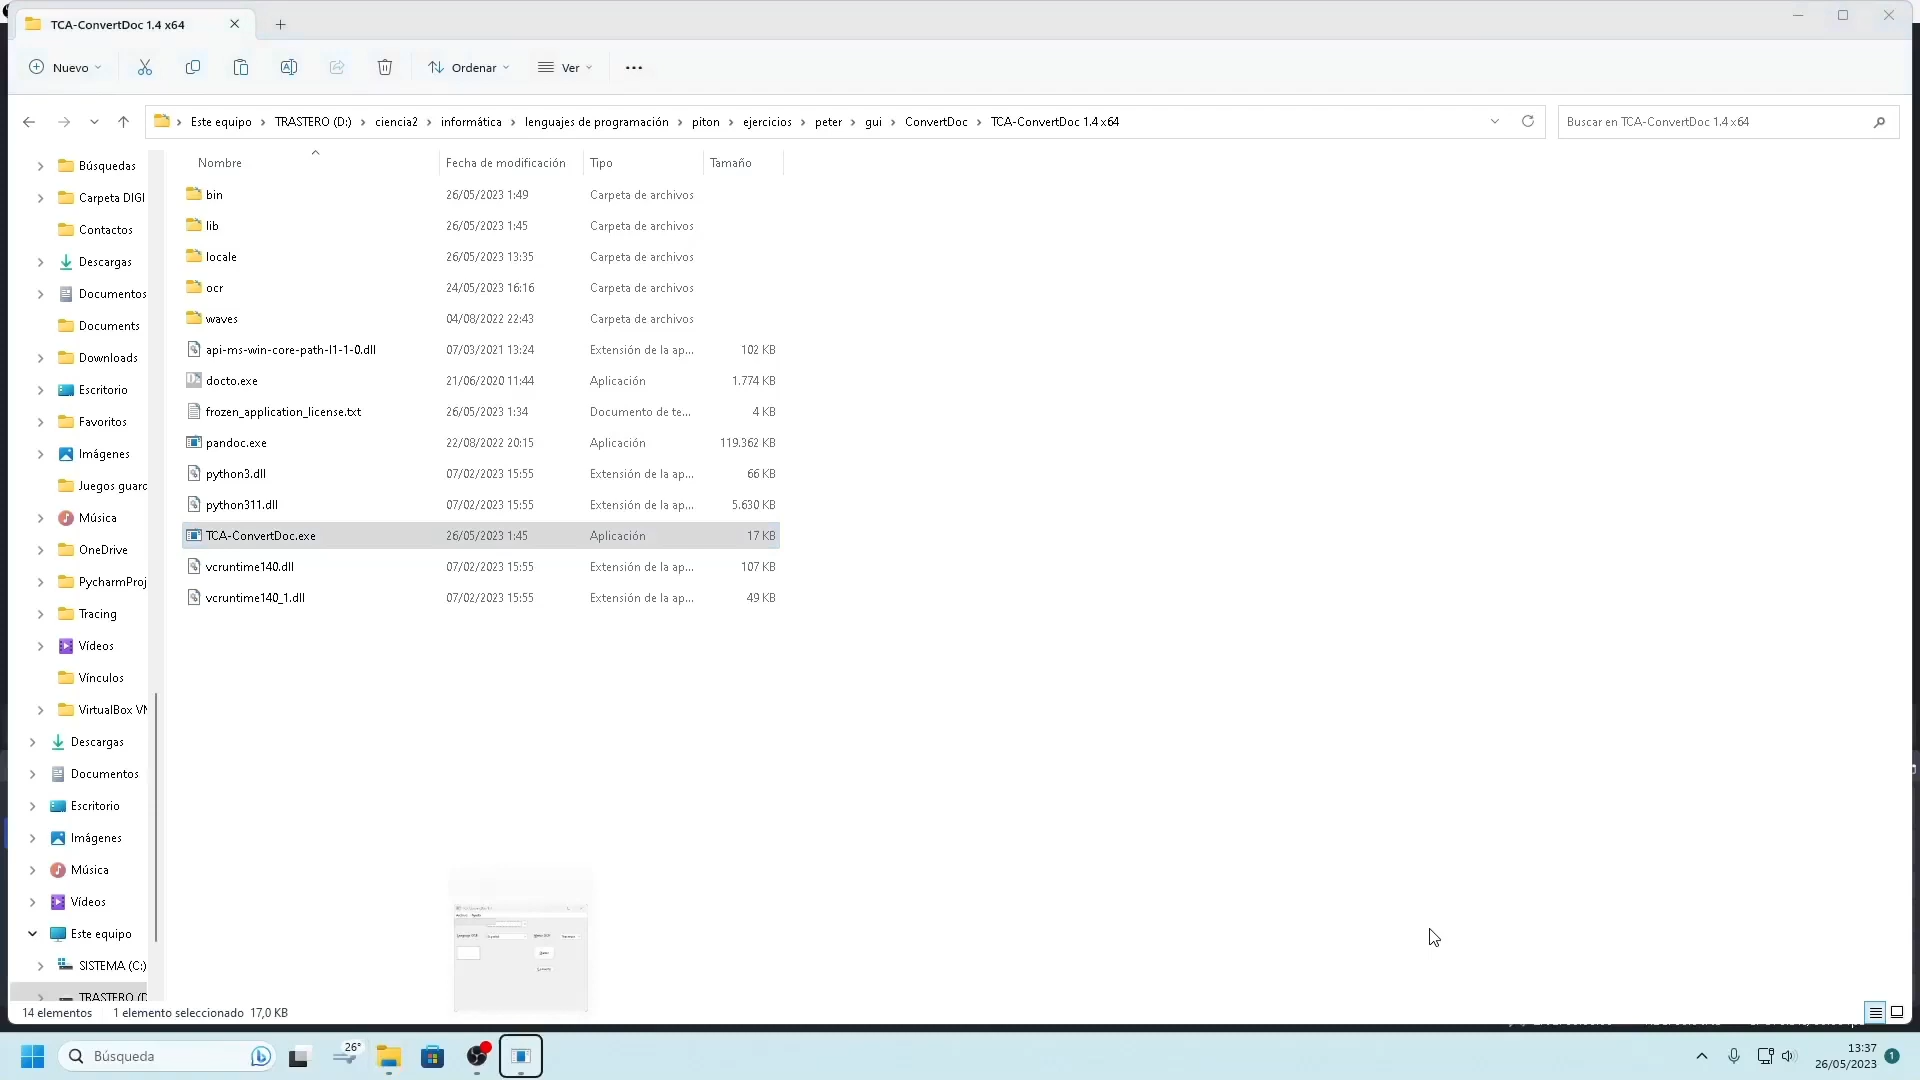 TCA-ConvertDoc 1.4 x64
Nuevo
Ordenar
Ver
Este equipo
TRASTERO (D:)
ciencia2
informática
lenguajes de programación
piton
ejercicios
peter
gui
ConvertDoc
TCA-ConvertDoc 1.4 x64
Buscar en TCA-ConvertDoc 1.4 x64
Búsquedas
Carpeta DIGI
Contactos
Descargas
Documentos
Documents
Downloads
Escritorio
Favoritos
Imágenes
Juegos guarc
Música
OneDrive
PycharmProj
Tracing
Vídeos
Vínculos
VirtualBox VM
Descargas
Documentos
Escritorio
Imágenes
Música
Vídeos
Este equipo
SISTEMA (C:)
TRASTERO (D
Nombre Fecha de modificación Tipo Tamaño
bin 26/05/2023 1:49 Carpeta de archivos
lib 26/05/2023 1:45 Carpeta de archivos
locale 26/05/2023 13:35 Carpeta de archivos
ocr 24/05/2023 16:16 Carpeta de archivos
waves 04/08/2022 22:43 Carpeta de archivos
api-ms-win-core-path-l1-1-0.dll 07/03/2021 13:24 Extensión de la ap... 102 KB
docto.exe 21/06/2020 11:44 Aplicación 1.774 KB
frozen_application_license.txt 26/05/2023 1:34 Documento de te... 4 KB
pandoc.exe 22/08/2022 20:15 Aplicación 119.362 KB
python3.dll 07/02/2023 15:55 Extensión de la ap... 66 KB
python311.dll 07/02/2023 15:55 Extensión de la ap... 5.630 KB
TCA-ConvertDoc.exe 26/05/2023 1:45 Aplicación 17 KB
vcruntime140.dll 07/02/2023 15:55 Extensión de la ap... 107 KB
vcruntime140_1.dll 07/02/2023 15:55 Extensión de la ap... 49 KB
14 elementos 1 elemento seleccionado 17,0 KB
Búsqueda
26°
13:37
26/05/2023
1